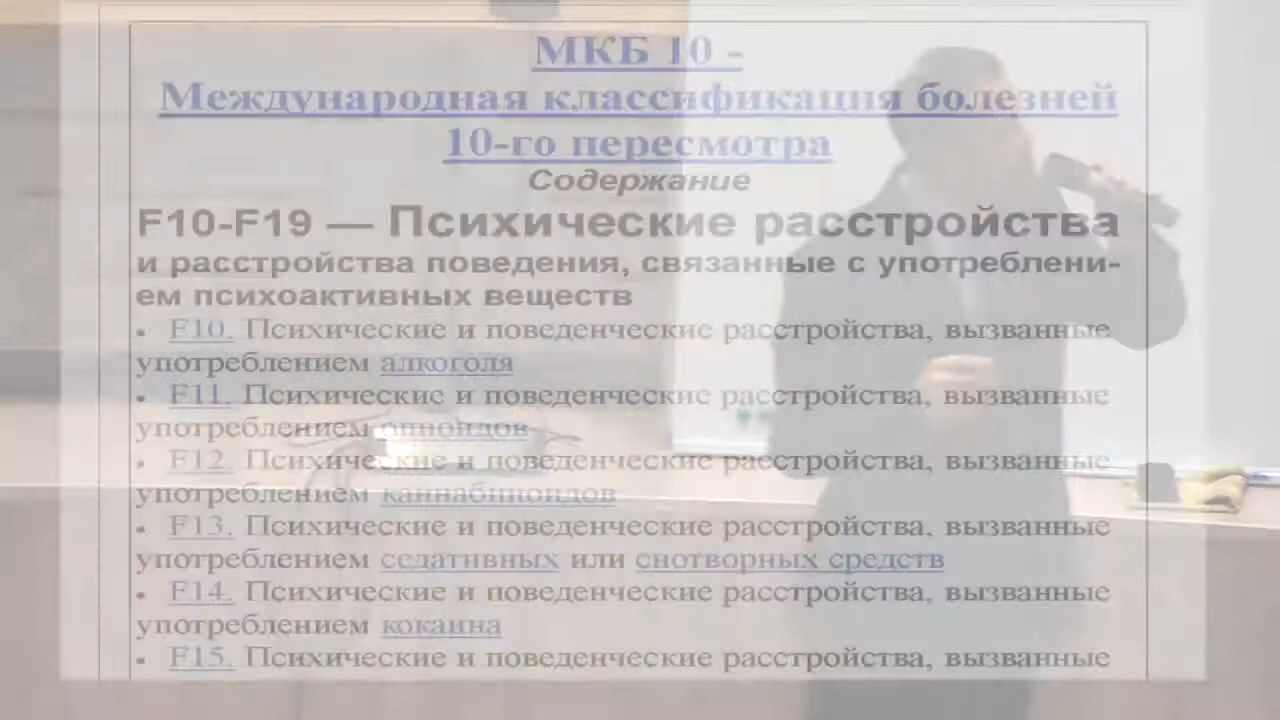 МКБ 10 -
Международная классификация болезней
10-го пересмотра
Содержание
F10-F19 — Психические расстройства
и расстройства поведения, связанные с употреблени-
ем психоактивных веществ
• F10. Психические и поведенческие расстройства, вызванные
употреблением алкоголя
• F11. Психические и поведенческие расстройства, вызванные
употреблением опиоидов
• F12. Психические и поведенческие расстройства, вызванные
употреблением каннабиноидов
• F13. Психические и поведенческие расстройства, вызванные
употреблением седативных или снотворных средств
• F14. Психические и поведенческие расстройства, вызванные
употреблением кокаина
• F15. Психические и поведенческие расстройства, вызванные